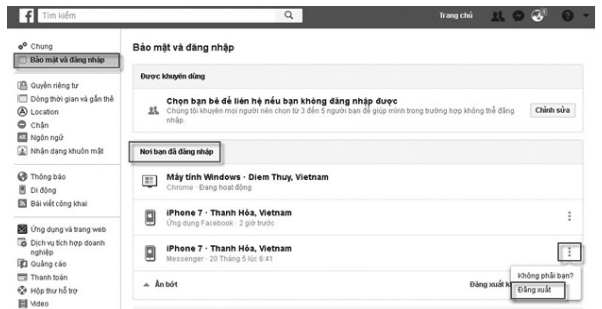 f Tìm kiếm
Trang chủ
Chung
Bảo mật và đăng nhập
Quyền riêng tư
Dòng thời gian và gắn thẻ
Location
Chặn
Ngôn ngữ
Nhận dạng khuôn mặt
Thông báo
Di động
Bài viết công khai
Ứng dụng và trang web
Dịch vụ tích hợp doanh
nghiệp
Quảng cáo
Thanh toán
Hộp thư hỗ trợ
Video
Bảo mật và đăng nhập
Được khuyên dùng
Chọn bạn bè để liên hệ nếu bạn không đăng nhập được
Chúng tôi khuyên mọi người nên chọn từ 3 đến 5 người bạn để giúp mình trong trường hợp không thể đăng
nhập.
Chỉnh sửa
Nơi bạn đã đăng nhập
Máy tính Windows · Diem Thuy, Vietnam
Chrome · Đang hoạt động
iPhone 7 · Thanh Hóa, Vietnam
Ứng dụng Facebook · 2 giờ trước
iPhone 7 · Thanh Hóa, Vietnam
Messenger · 20 Tháng 5 lúc 6:41
Không phải bạn?
Đăng xuất
Ẩn bớt
Đăng xuất k